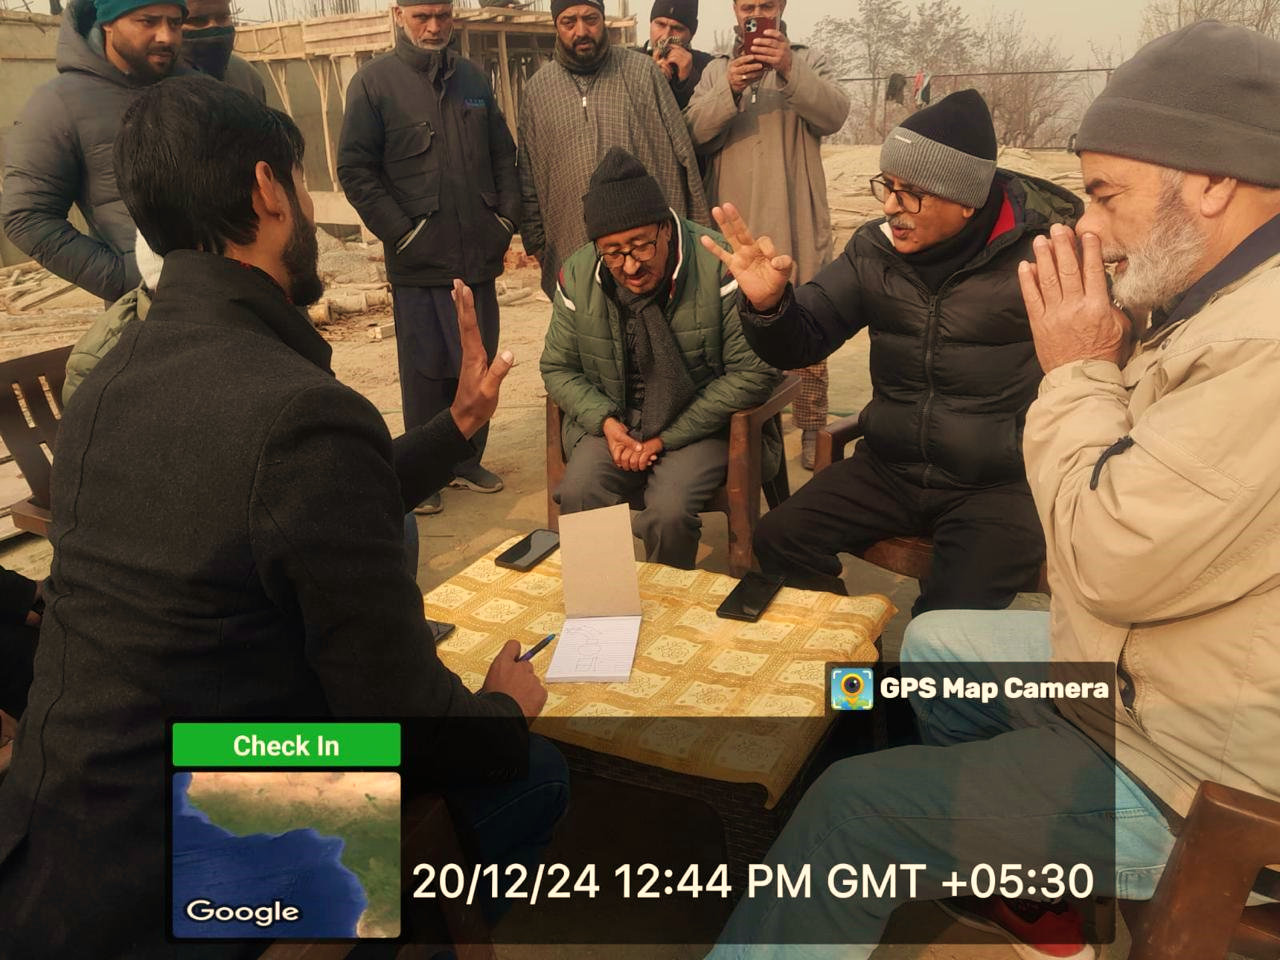 GPS Map Camera
Check In
Google
20/12/24 12:44 PM GMT +05:30